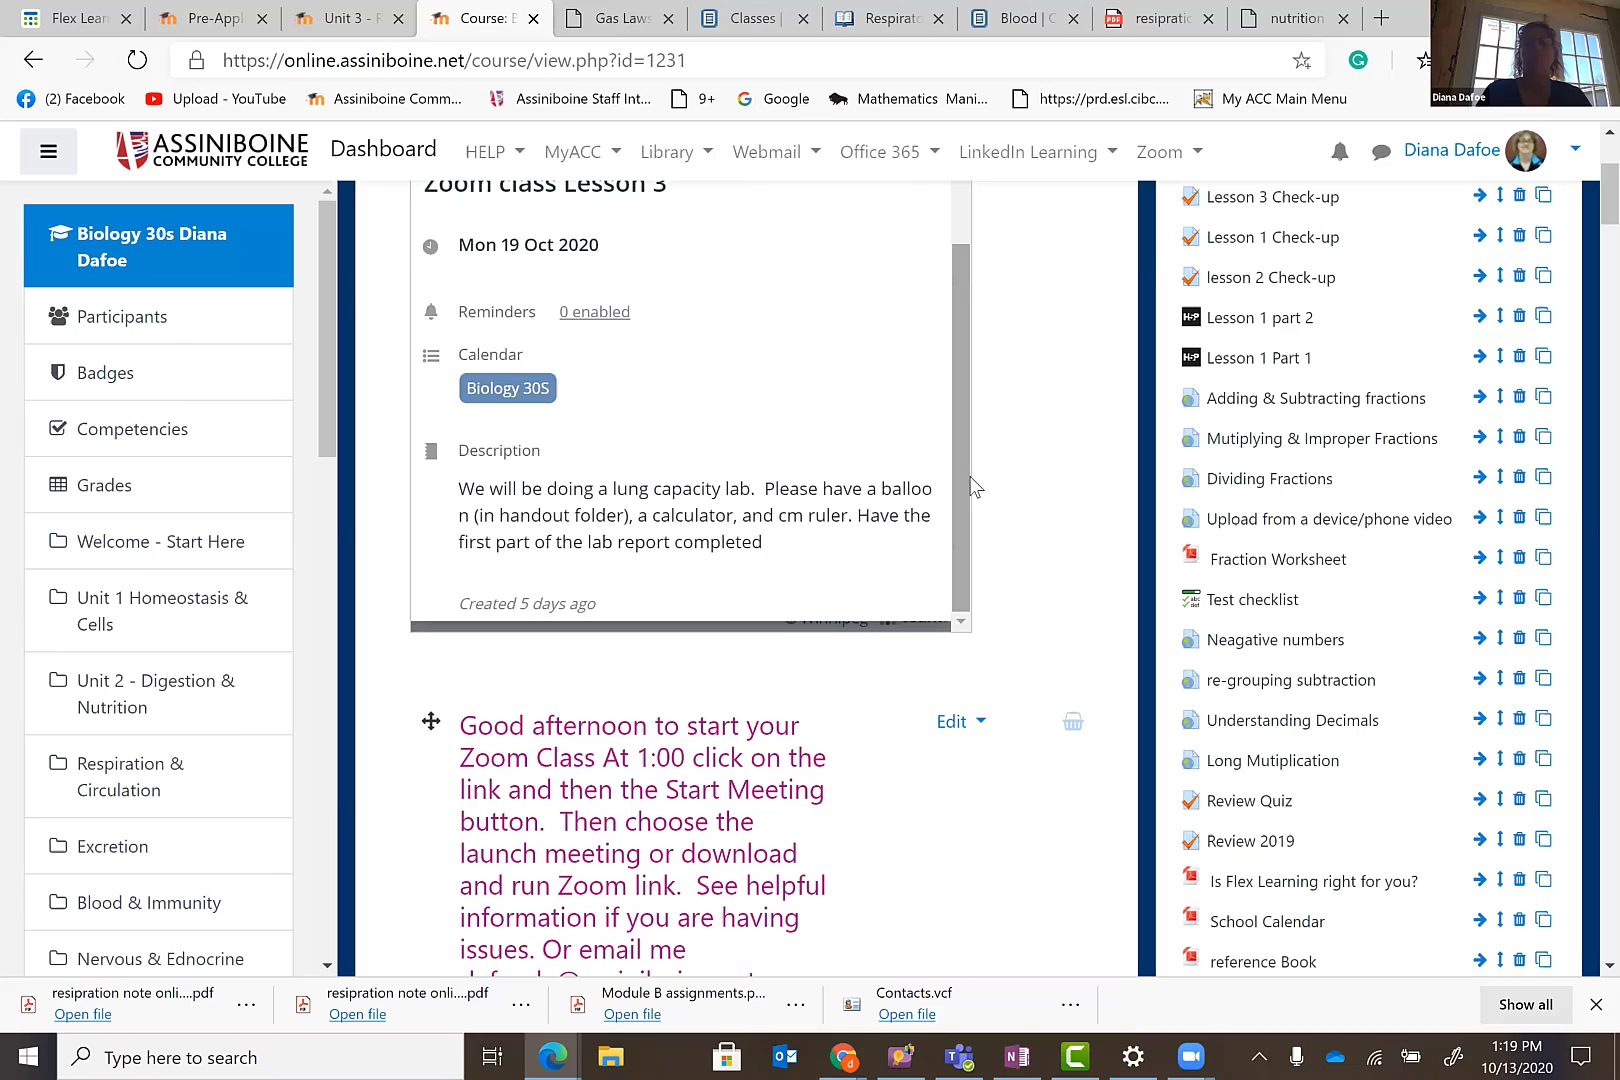 Flex Lear
Pre-Appl
Unit 3 - R
Course: B
Gas Laws
Classes |
Respirat
Blood | C
resipratio
nutrition
https://online.assiniboine.net/course/view.php?id=1231
Diana Dafoe
(2) Facebook
Upload - YouTube
Assiniboine Comm...
Assiniboine Staff Int...
9+
Google
Mathematics Mani...
https://prd.esl.cibc....
My ACC Main Menu
ASSINIBOINE
COMMUNITY COLLEGE
Dashboard
HELP
MyACC
Library
Webmail
Office 365
LinkedIn Learning
Zoom
Diana Dafoe
Biology 30s Diana
Dafoe
Participants
Badges
Competencies
Grades
Welcome - Start Here
Unit 1 Homeostasis &
Cells
Unit 2 - Digestion &
Nutrition
Respiration &
Circulation
Excretion
Blood & Immunity
Nervous & Ednocrine
Zoom class Lesson 3
Mon 19 Oct 2020
Reminders 0 enabled
Calendar
Biology 30S
Description
We will be doing a lung capacity lab.  Please have a balloo
n (in handout folder), a calculator, and cm ruler. Have the
first part of the lab report completed
Created 5 days ago
Winnipeg
Good afternoon to start your
Zoom Class At 1:00 click on the
link and then the Start Meeting
button.  Then choose the
launch meeting or download
and run Zoom link.  See helpful
information if you are having
issues. Or email me
Edit
Lesson 3 Check-up
Lesson 1 Check-up
lesson 2 Check-up
H-P Lesson 1 part 2
H-P Lesson 1 Part 1
Adding & Subtracting fractions
Mutiplying & Improper Fractions
Dividing Fractions
Upload from a device/phone video
Fraction Worksheet
Test checklist
Neagative numbers
re-grouping subtraction
Understanding Decimals
Long Mutiplication
Review Quiz
Review 2019
Is Flex Learning right for you?
School Calendar
reference Book
resipration note onli....pdf
Open file
resipration note onli....pdf
Open file
Module B assignments.p...
Open file
Contacts.vcf
Open file
Show all
Type here to search
1:19 PM
10/13/2020